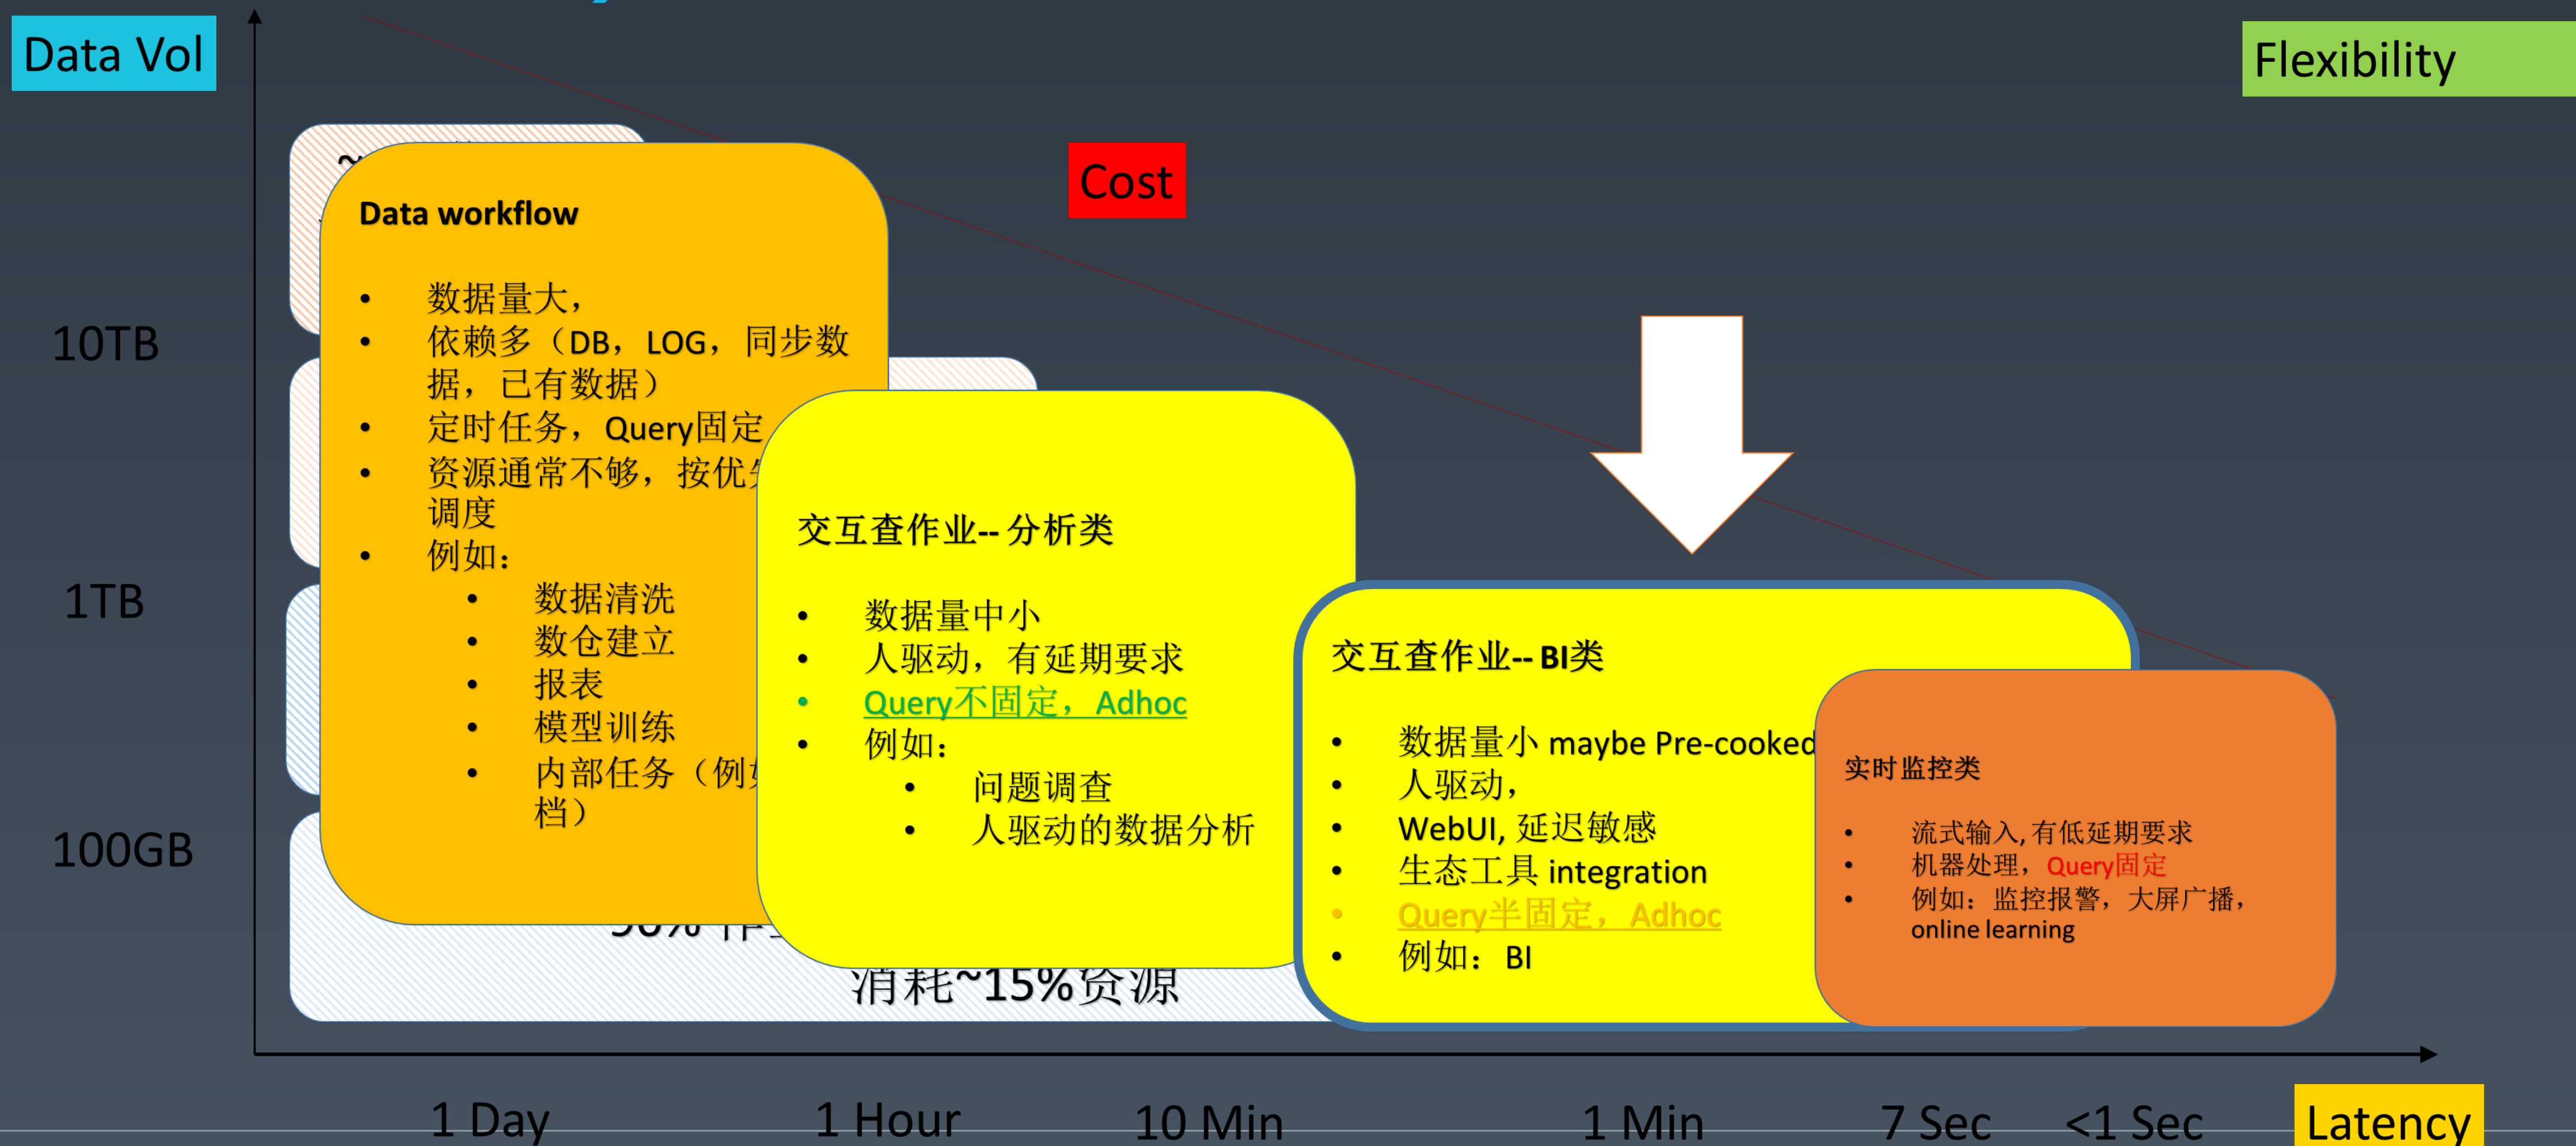 Data Vol
Flexibility
Cost
Data workflow
• 数据量大，
• 依赖多（DB，LOG，同步数
据，已有数据）
• 定时任务，Query固定
• 资源通常不够，按优
调度
• 例如：
• 数据清洗
• 数仓建立
• 报表
• 模型训练
• 内部任务（例
档）
交互查作业-- 分析类
• 数据量中小
• 人驱动，有延期要求
• Query不固定，Adhoc
• 例如：
• 问题调查
• 人驱动的数据分析
交互查作业-- BI类
• 数据量小 maybe Pre-cooked
• 人驱动，
• WebUI, 延迟敏感
• 生态工具 integration
• Query半固定，Adhoc
• 例如：BI
实时监控类
• 流式输入, 有低延期要求
• 机器处理，Query固定
• 例如：监控报警，大屏广播，
online learning
消耗~15%资源
10TB
1TB
100GB
1 Day
1 Hour
10 Min
1 Min
7 Sec
<1 Sec
Latency